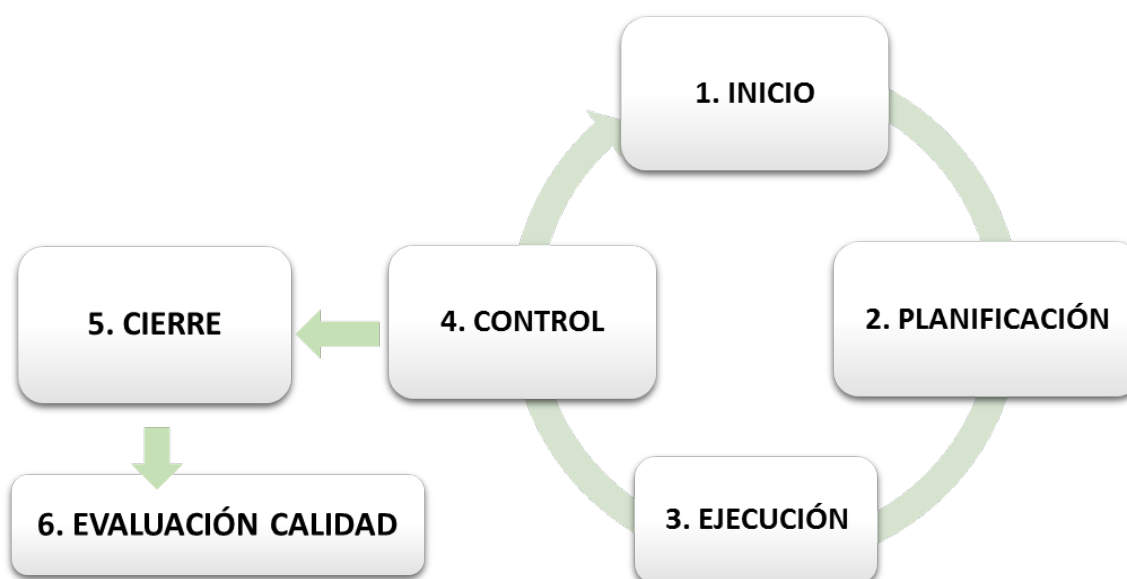 1. INICIO
2. PLANIFICACIÓN
3. EJECUCIÓN
4. CONTROL
5. CIERRE
6. EVALUACIÓN CALIDAD